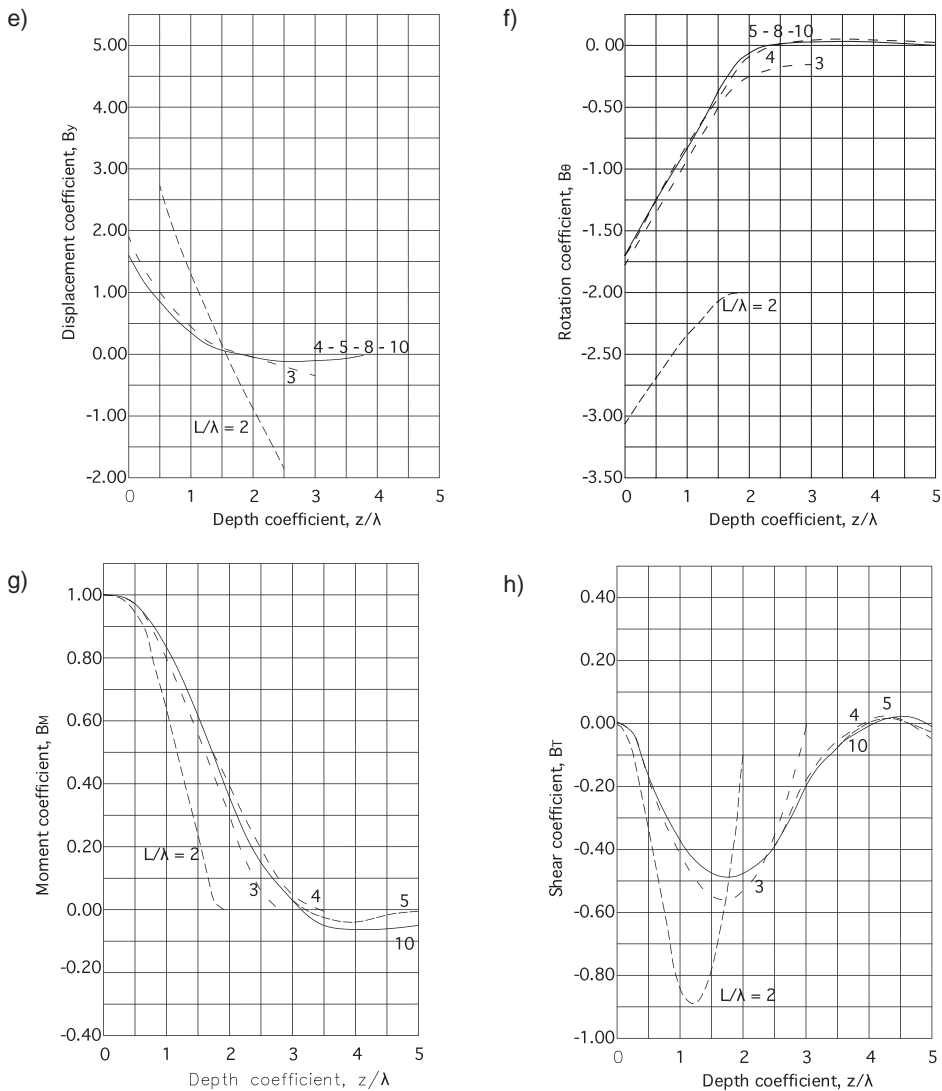 e)
Displacement coefficient, By
5.00
4.00
3.00
2.00
1.00
0.00
-1.00
-2.00
4 - 5 - 8 - 10
3
L/λ = 2
0 1 2 3 4 5
Depth coefficient, z/λ
f)
Rotation coefficient, Bθ
0.00
-0.50
-1.00
-1.50
-2.00
-2.50
-3.00
-3.50
5 - 8 -10
4
3
L/λ = 2
0 1 2 3 4 5
Depth coefficient, z/λ
g)
Moment coefficient, BM
1.00
0.80
0.60
0.40
0.20
0.00
-0.20
-0.40
L/λ = 2
3
4
5
10
0 1 2 3 4 5
Depth coefficient, z/λ
h)
Shear coefficient, BT
0.40
0.20
0.00
-0.20
-0.40
-0.60
-0.80
-1.00
5
4
10
3
L/λ = 2
0 1 2 3 4 5
Depth coefficient, z/λ